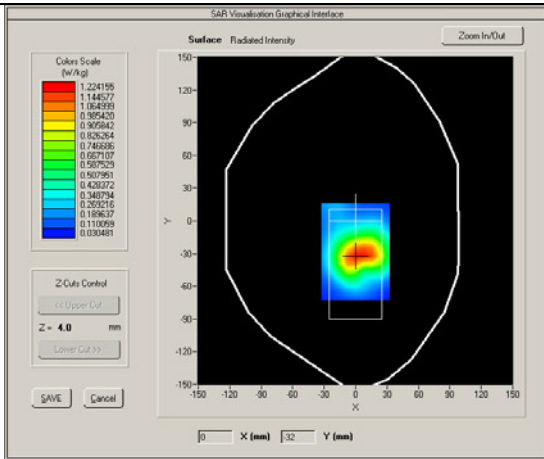 SAR Visualisation Graphical Interface
Surface Radiated Intensity
Zoom In/Out
Colors Scale
(W/kg)
1.224155
1.144577
1.064999
0.985420
0.905842
0.826264
0.746686
0.667107
0.587529
0.507951
0.428372
0.348794
0.269216
0.189637
0.110059
0.030481
Z-Cuts Control
<< Upper Cut
Z = 4.0 mm
Lower Cut >>
SAVE Cancel
150-
120-
90-
60-
30-
0-
-30-
-60-
-90-
-120-
-150-
Y
-150 -120 -90 -60 -30 0 30 60 90 120 150
X
0 X (mm) -32 Y (mm)